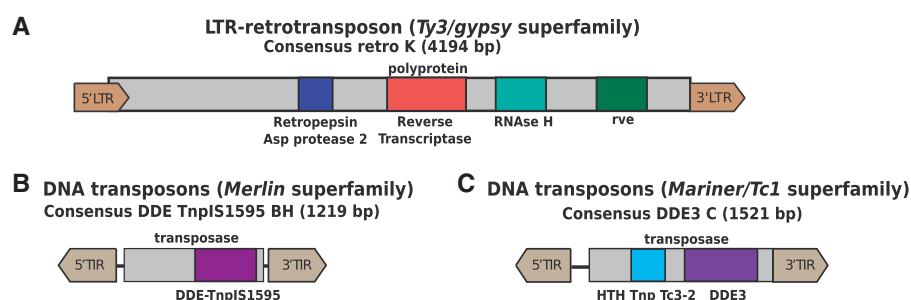 A
LTR-retrotransposon (Ty3/gypsy superfamily)
Consensus retro K (4194 bp)
polyprotein
5'LTR
3'LTR
Retropepsin
Asp protease 2
Reverse
Transcriptase
RNAse H
rve
B
DNA transposons (Merlin superfamily)
Consensus DDE TnpIS1595 BH (1219 bp)
transposase
5'TIR
3'TIR
DDE-TnpIS1595
C
DNA transposons (Mariner/Tc1 superfamily)
Consensus DDE3 C (1521 bp)
transposase
5'TIR
3'TIR
HTH Tnp Tc3-2 DDE3